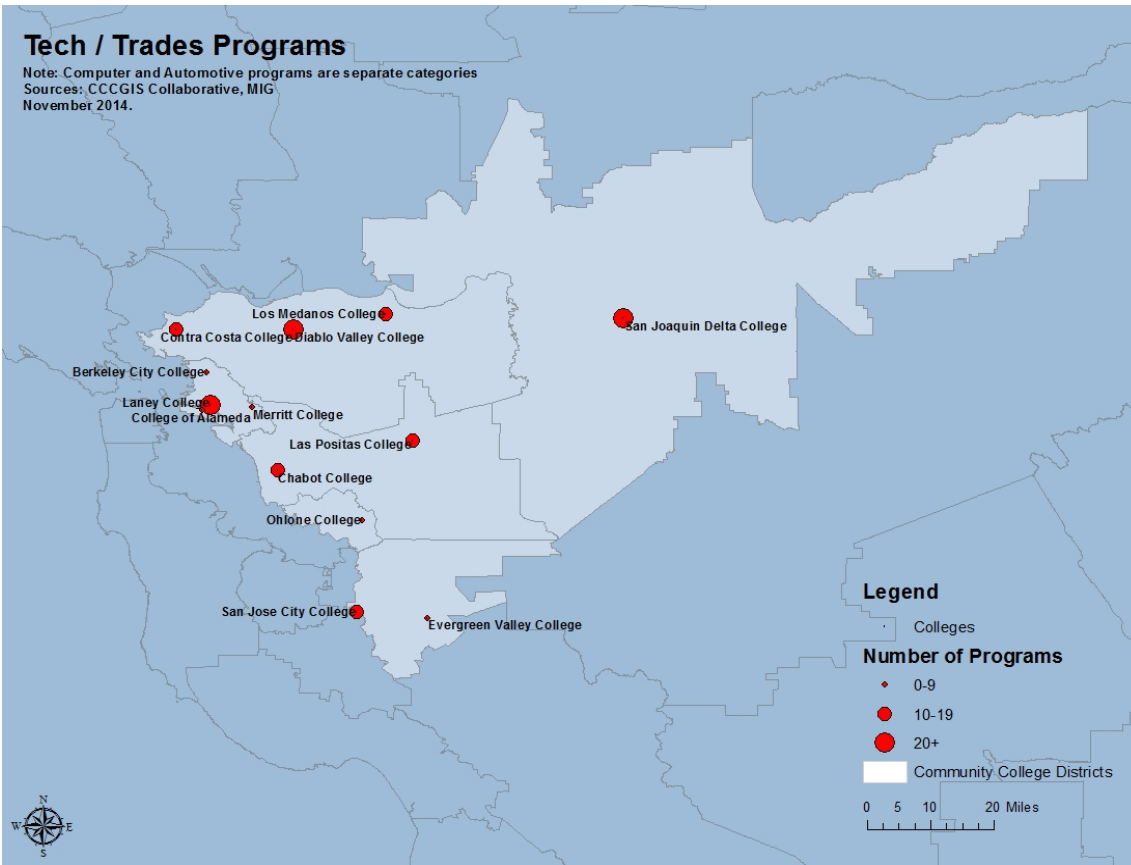 Tech / Trades Programs
Note: Computer and Automotive programs are separate categories
Sources: CCCGIS Collaborative, MIG
November 2014.
Los Medanos College
San Joaquin Delta College
Contra Costa College
Diablo Valley College
Berkeley City College
Laney College
College of Alameda
Merritt College
Las Positas College
Chabot College
Ohlone College
San Jose City College
Evergreen Valley College
Legend
Colleges
Number of Programs
0-9
10-19
20+
Community College Districts
0 5 10 20 Miles
N
W E
S